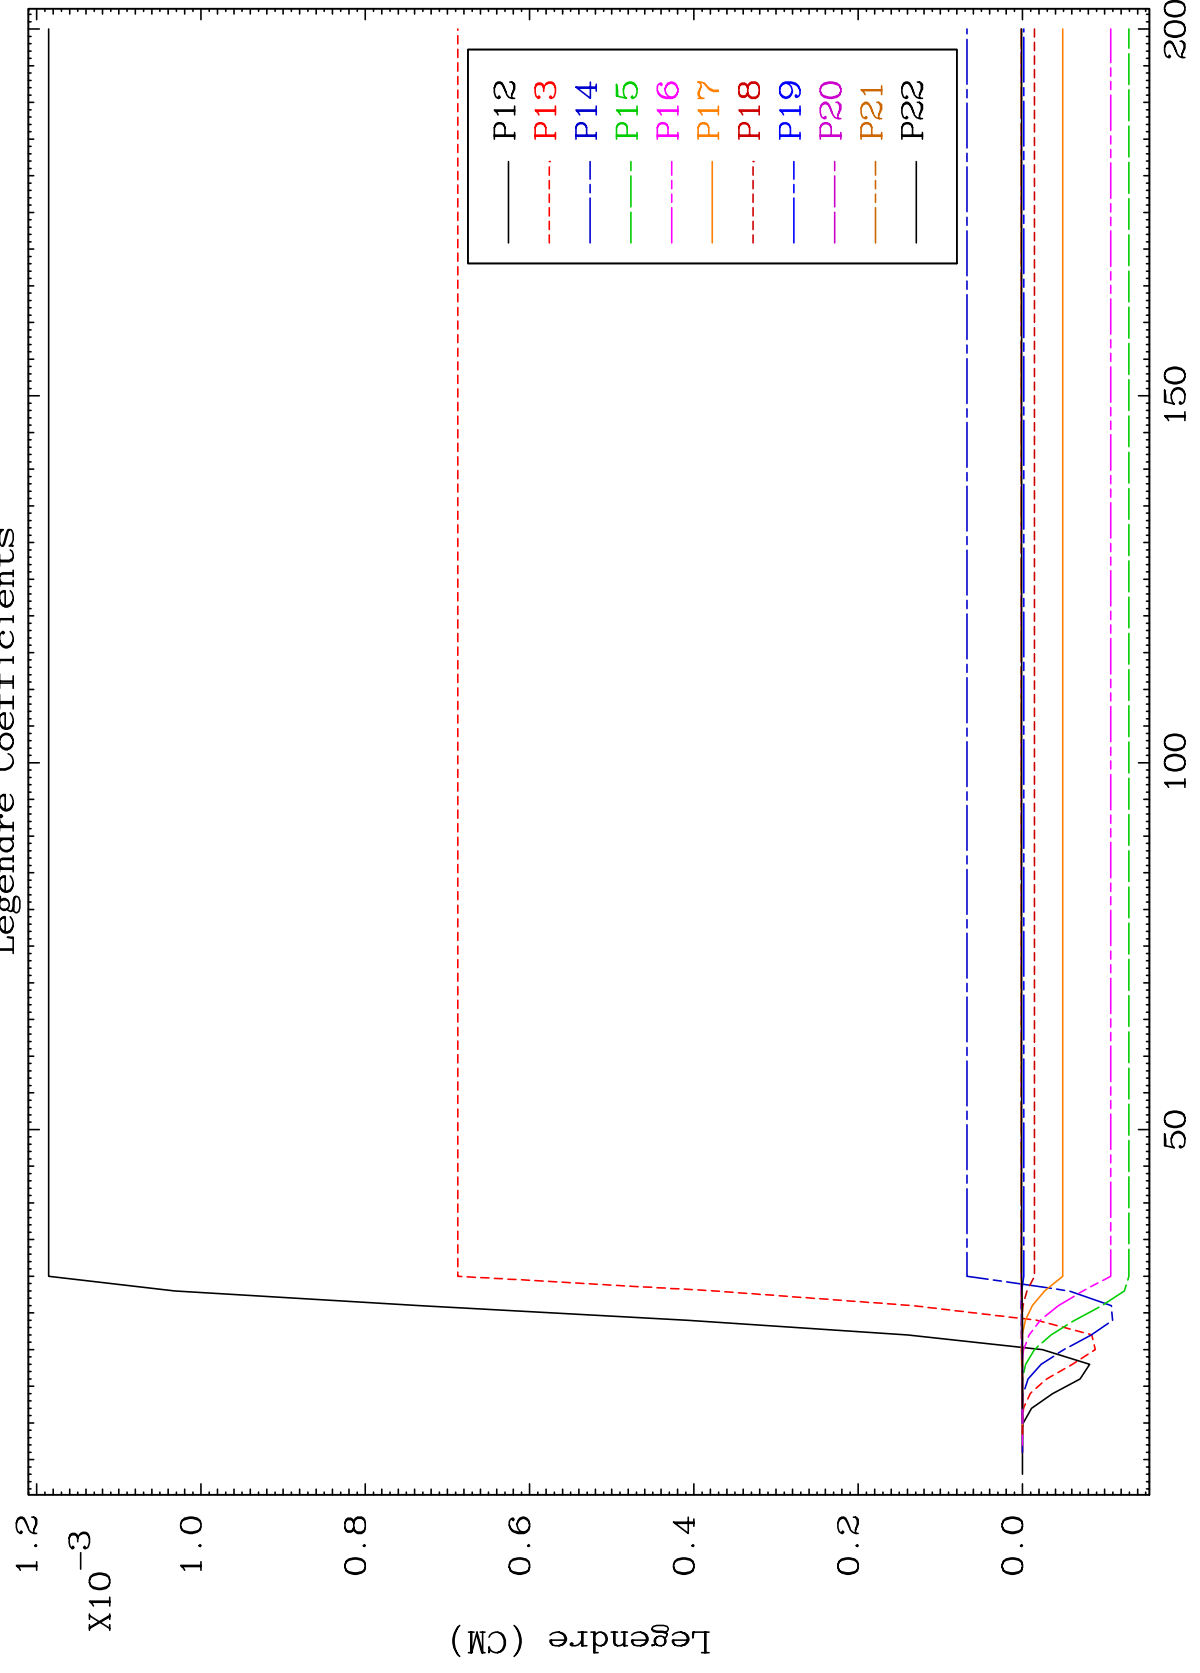 Legendre Coefficients
Legendre (CM)
X10⁻³
1.2
1.0
0.8
0.6
0.4
0.2
0.0
50
100
150
200
P12
P13
P14
P15
P16
P17
P18
P19
P20
P21
P22